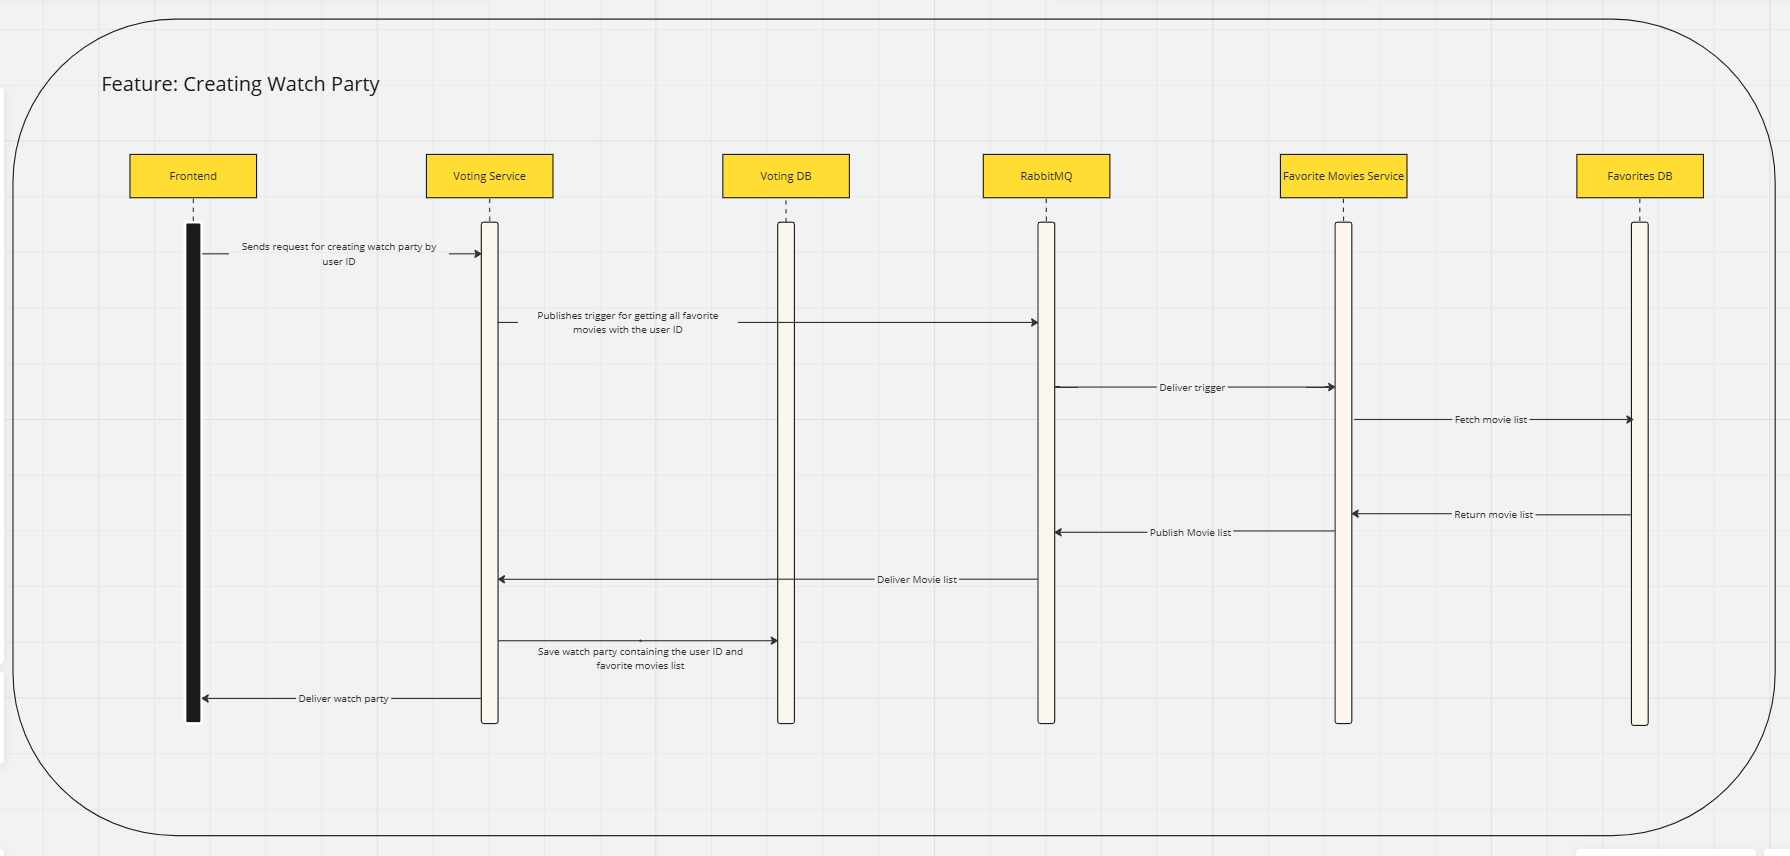 Feature: Creating Watch Party
Frontend
Voting Service
Voting DB
RabbitMQ
Favorite Movies Service
Favorites DB
Sends request for creating watch party by
user ID
Publishes trigger for getting all favorite
movies with the user ID
Deliver trigger
Fetch movie list
Return movie list
Publish Movie list
Deliver Movie list
Save watch party containing the user ID and
favorite movies list
Deliver watch party